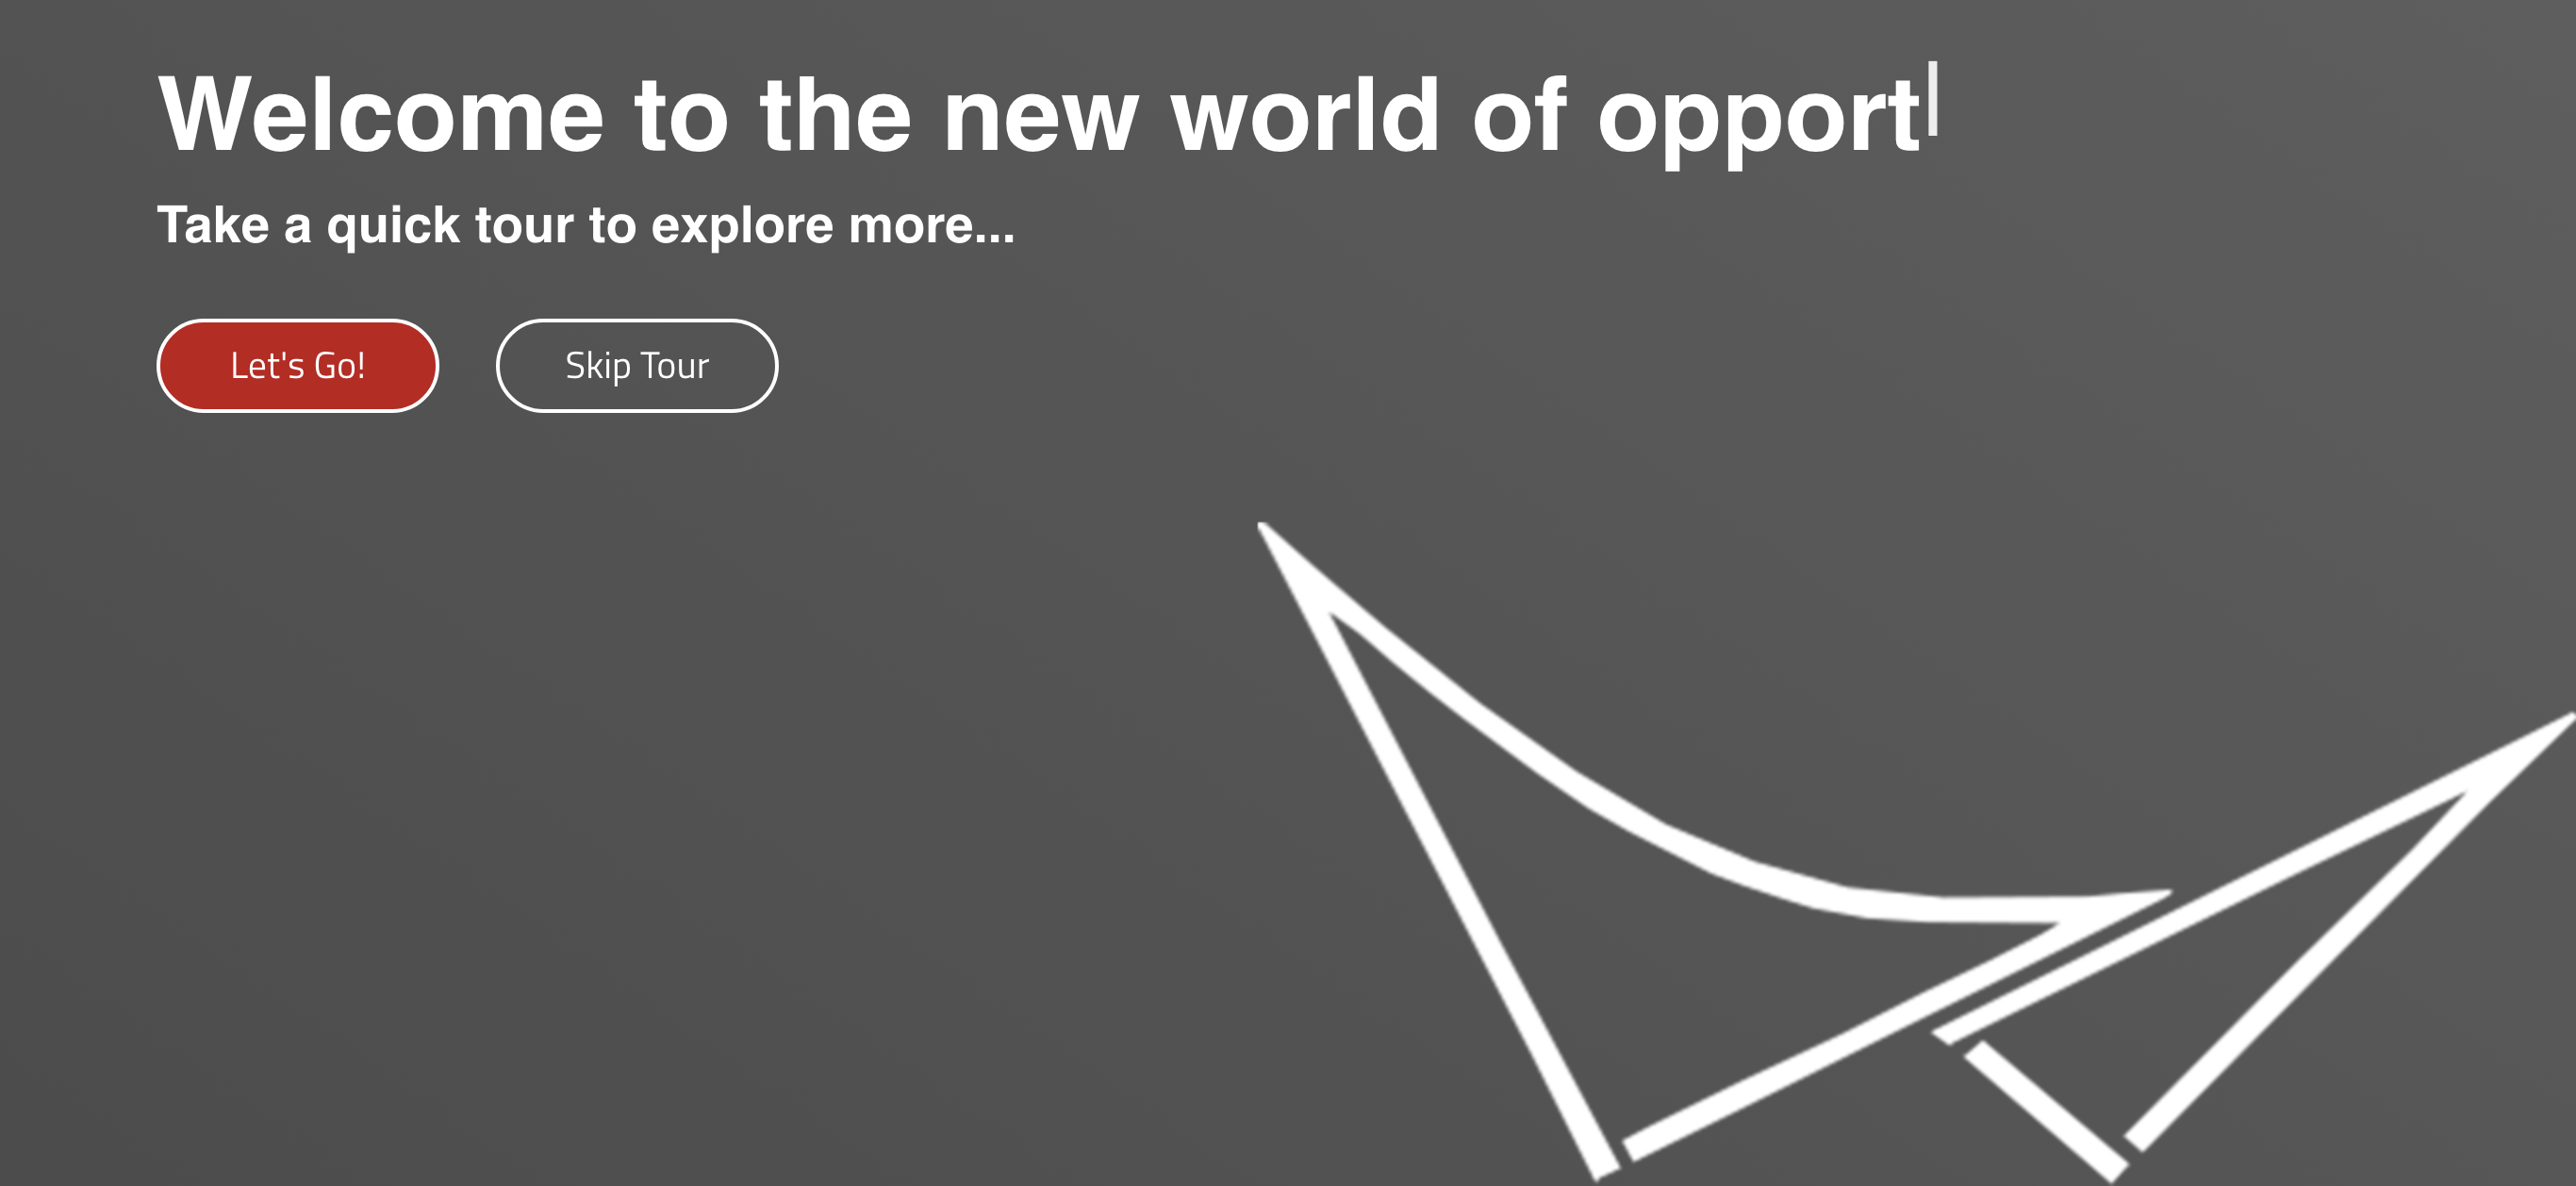 Welcome to the new world of opport
Take a quick tour to explore more...
Let's Go!
Skip Tour